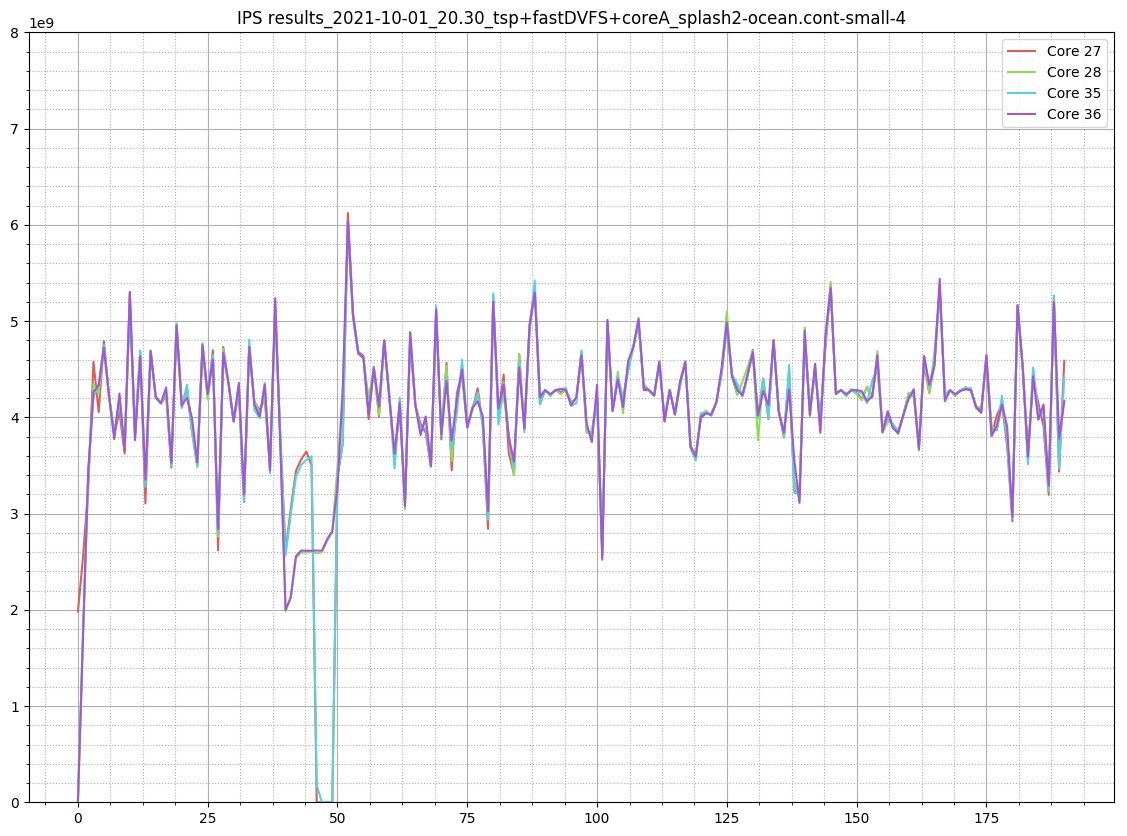 IPS results_2021-10-01_20.30_tsp+fastDVFS+coreA_splash2-ocean.cont-small-4
1e9
8
7
6
5
4
3
2
1
0
Core 27
Core 28
Core 35
Core 36
0 25 50 75 100 125 150 175